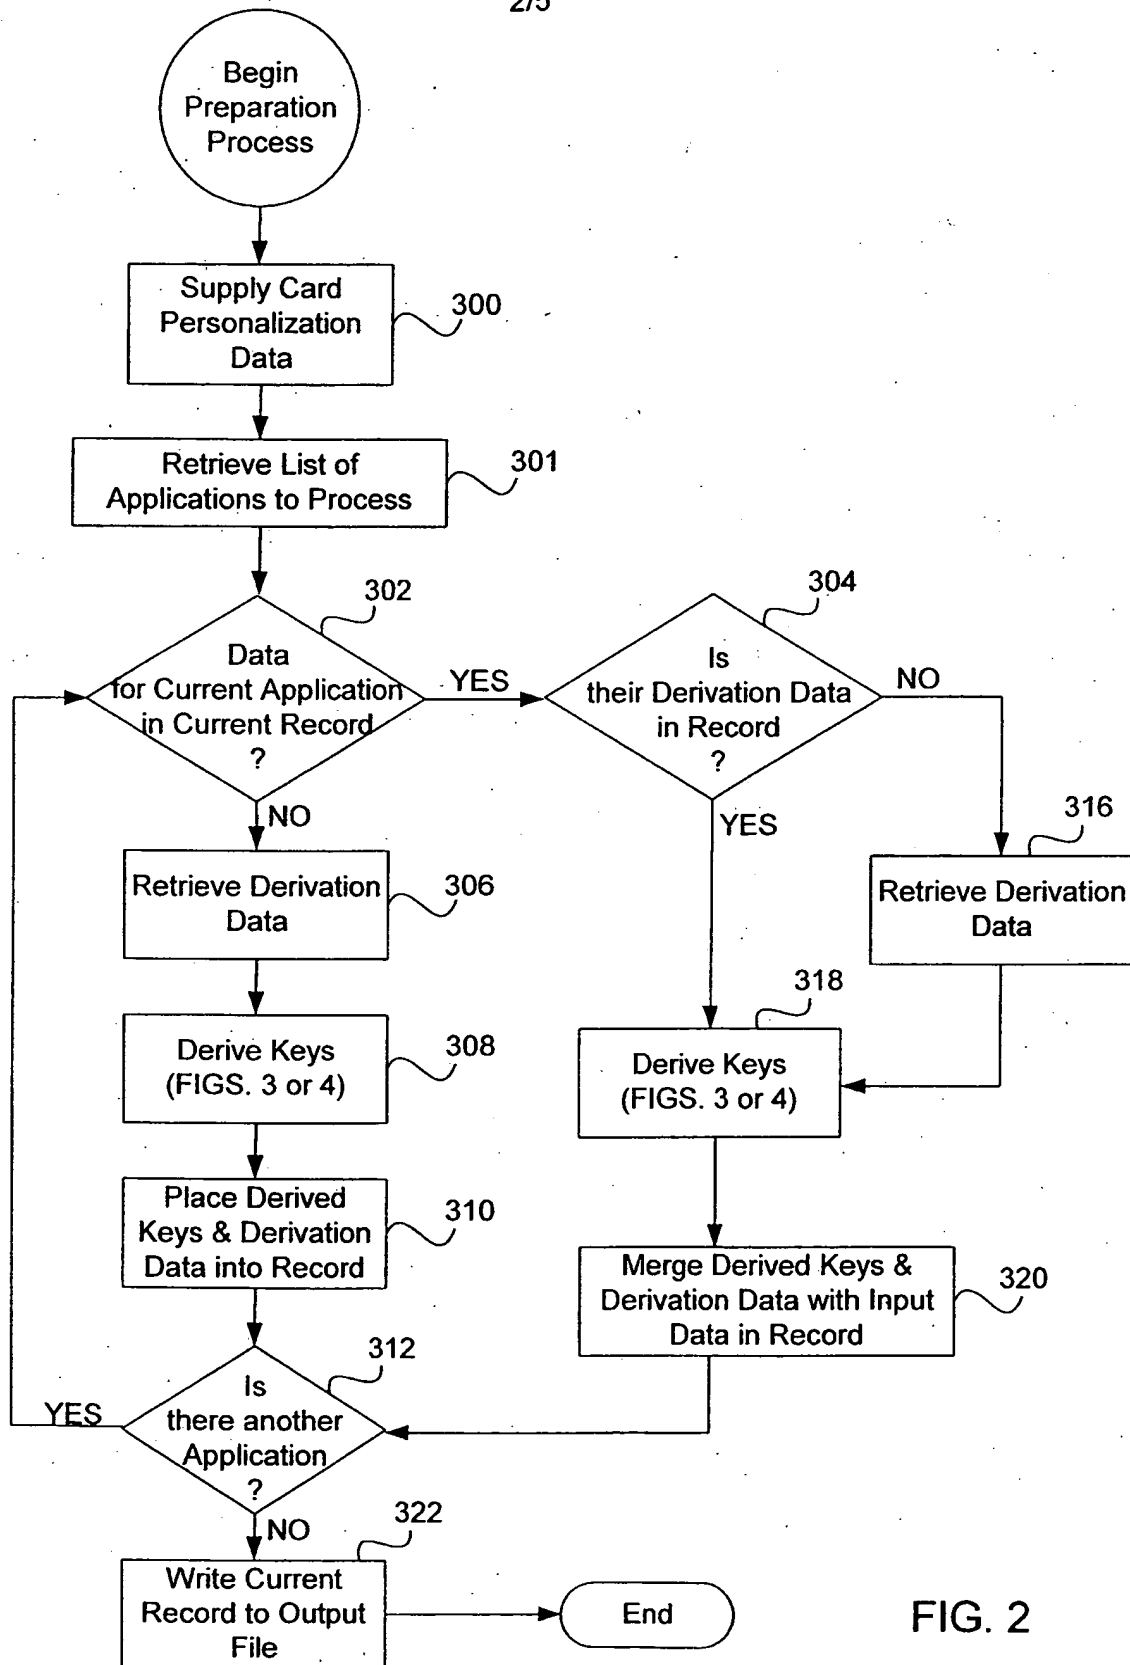 2/5
Begin
Preparation
Process
Supply Card
Personalization
Data
300
Retrieve List of
Applications to Process
301
302
Data
for Current Application
in Current Record
?
YES
304
Is
their Derivation Data
in Record
?
NO
NO
YES
316
Retrieve Derivation
Data
306
Retrieve Derivation
Data
318
Derive Keys
(FIGS. 3 or 4)
308
Derive Keys
(FIGS. 3 or 4)
Place Derived
Keys & Derivation
Data into Record
310
Merge Derived Keys &
Derivation Data with Input
Data in Record
320
312
Is
there another
Application
?
YES
NO
322
Write Current
Record to Output
File
End
FIG. 2